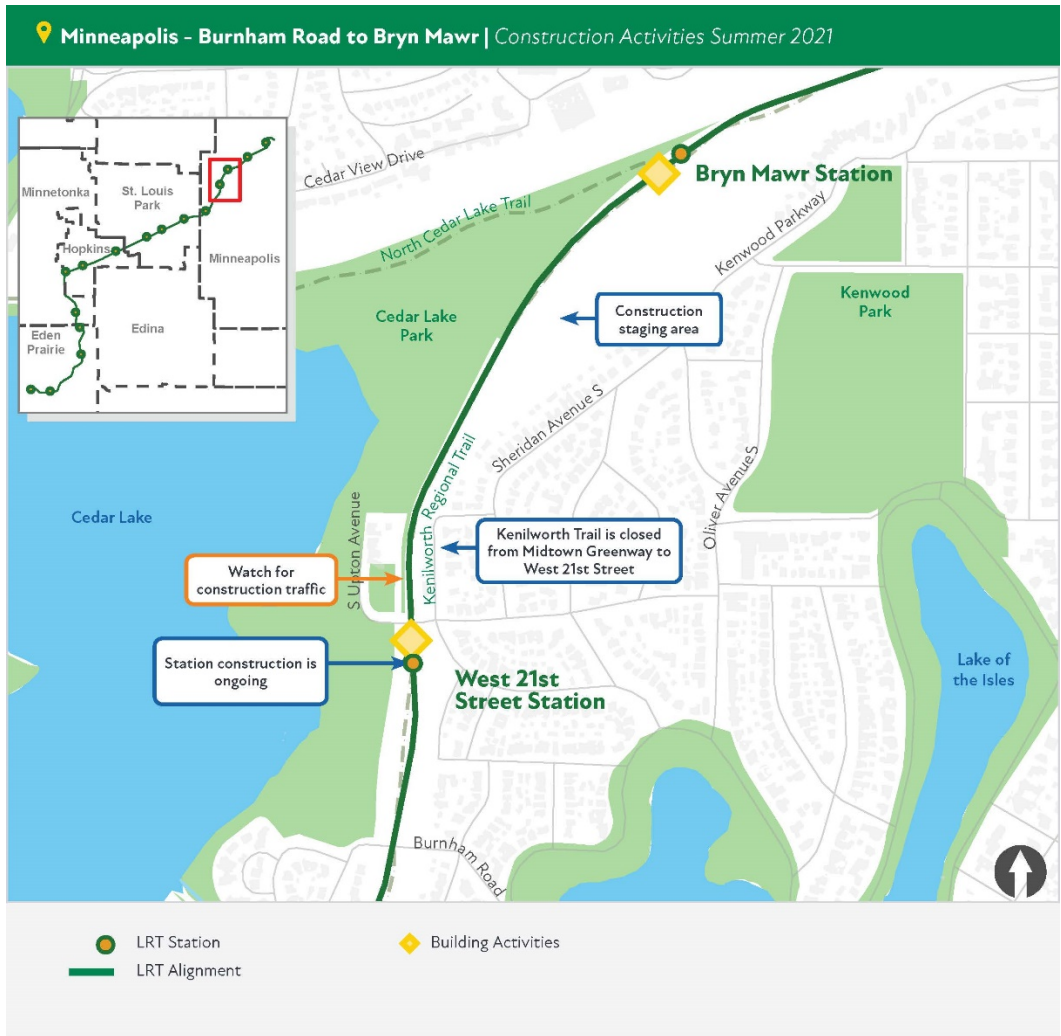 Minneapolis - Burnham Road to Bryn Mawr | Construction Activities Summer 2021
Minnetonka
St. Louis
Park
Hopkins
Minneapolis
Edina
Eden
Prairie
Cedar View Drive
North Cedar Lake Trail
Bryn Mawr Station
Kenwood Parkway
Kenwood
Park
Cedar Lake
Park
Construction
staging area
Sheridan Avenue S
Oliver Avenue S
Kenilworth Regional Trail
S Upton Avenue
Cedar Lake
Kenilworth Trail is closed
from Midtown Greenway to
West 21st Street
Watch for
construction traffic
Station construction is
ongoing
West 21st
Street Station
Lake of
the Isles
Burnham Road
LRT Station
Building Activities
LRT Alignment